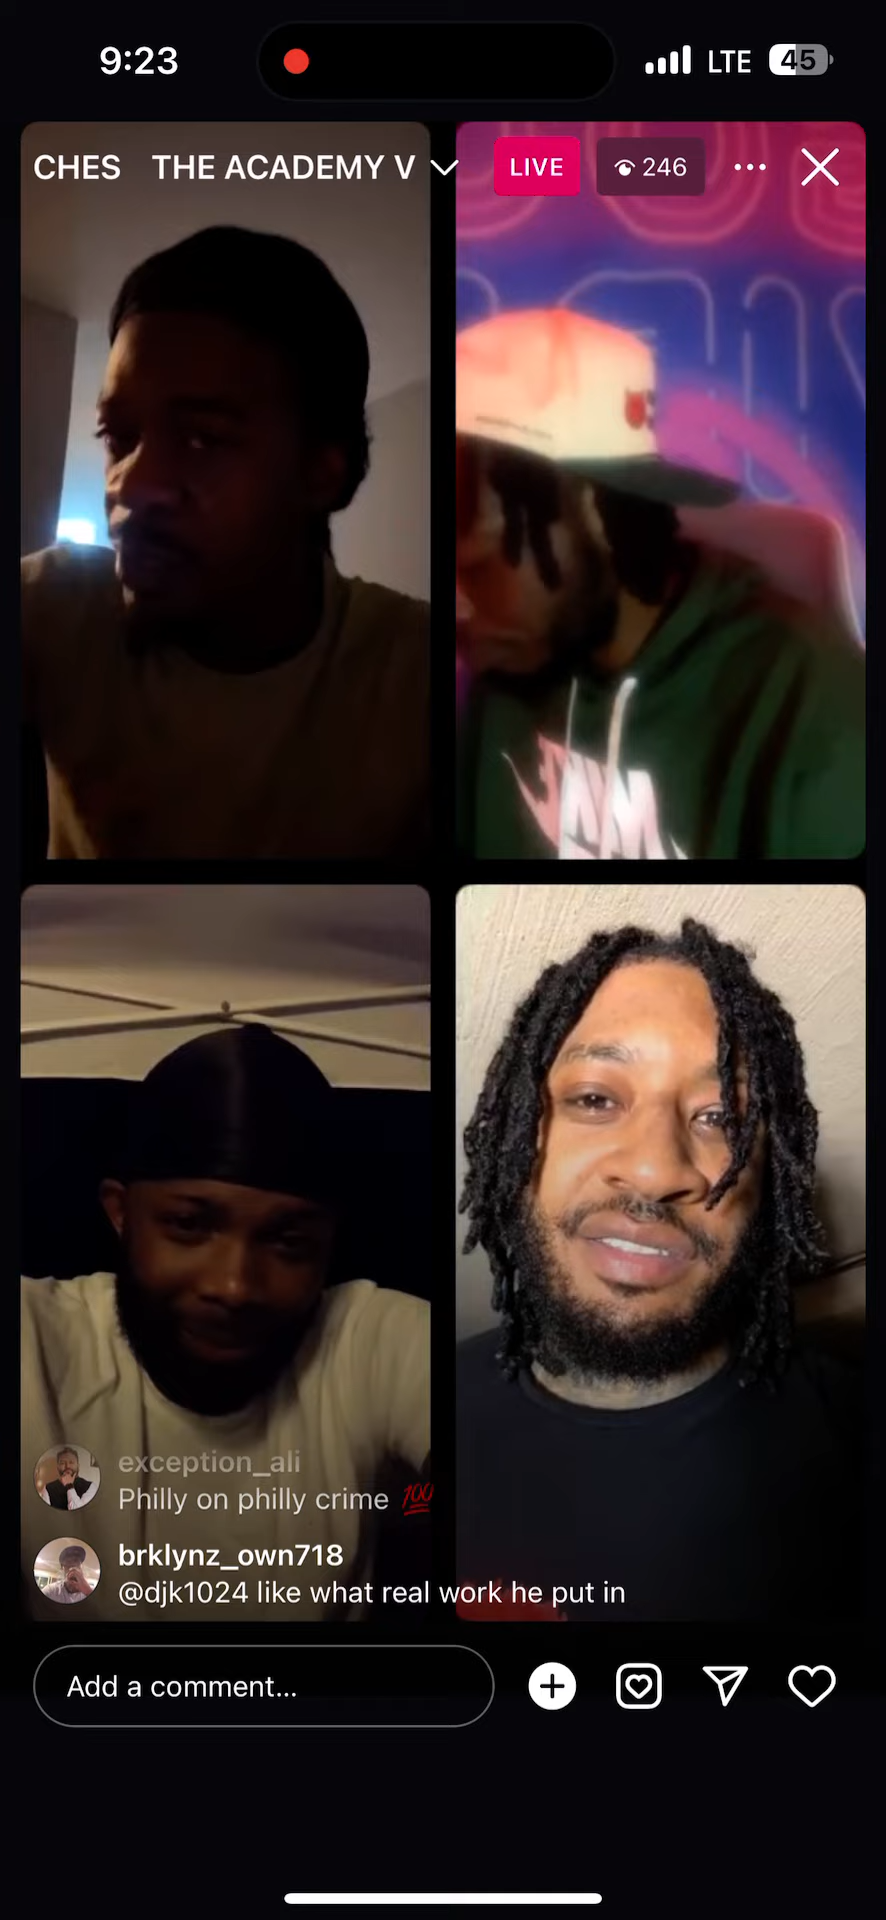 9:23
LTE
45
CHES THE ACADEMY V
LIVE
246
exception_ali
Philly on philly crime 💯
brklynz_own718
@djk1024 like what real work he put in
Add a comment...